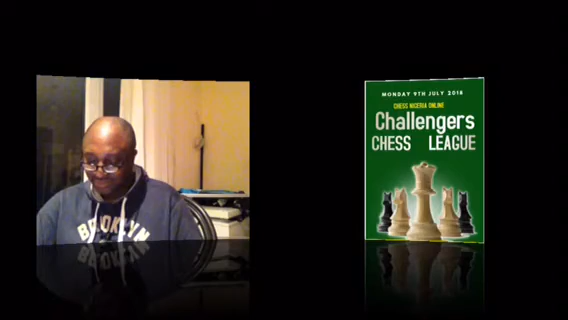 BROOKLYN
MONDAY 9TH JULY 2018
CHESS NIGERIA ONLINE
Challengers
CHESS LEAGUE